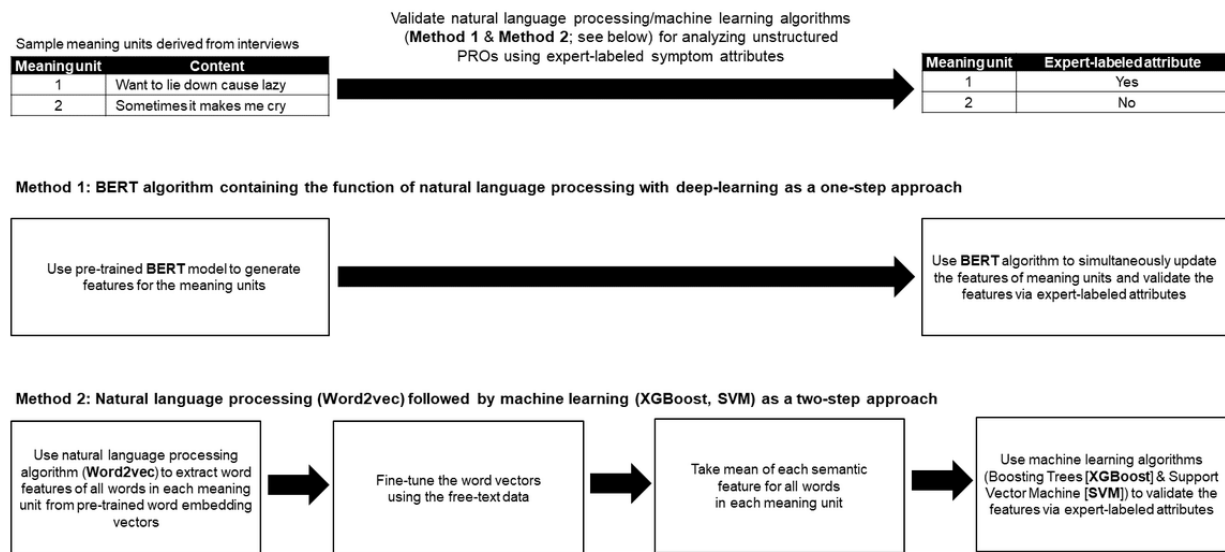 Validate natural language processing/machine learning algorithms
(Method 1 & Method 2; see below) for analyzing unstructured
PROs using expert-labeled symptom attributes
Sample meaning units derived from interviews
Meaning unit Content
1 Want to lie down cause lazy
2 Sometimes it makes me cry
Meaning unit Expert-labeled attribute
1 Yes
2 No
Method 1: BERT algorithm containing the function of natural language processing with deep-learning as a one-step approach
Use pre-trained BERT model to generate
features for the meaning units
Use BERT algorithm to simultaneously update
the features of meaning units and validate the
features via expert-labeled attributes
Method 2: Natural language processing (Word2vec) followed by machine learning (XGBoost, SVM) as a two-step approach
Use natural language processing
algorithm (Word2vec) to extract word
features of all words in each meaning
unit from pre-trained word embedding
vectors
Fine-tune the word vectors
using the free-text data
Take mean of each semantic
feature for all words
in each meaning unit
Use machine learning algorithms
(Boosting Trees [XGBoost] & Support
Vector Machine [SVM]) to validate the
features via expert-labeled attributes